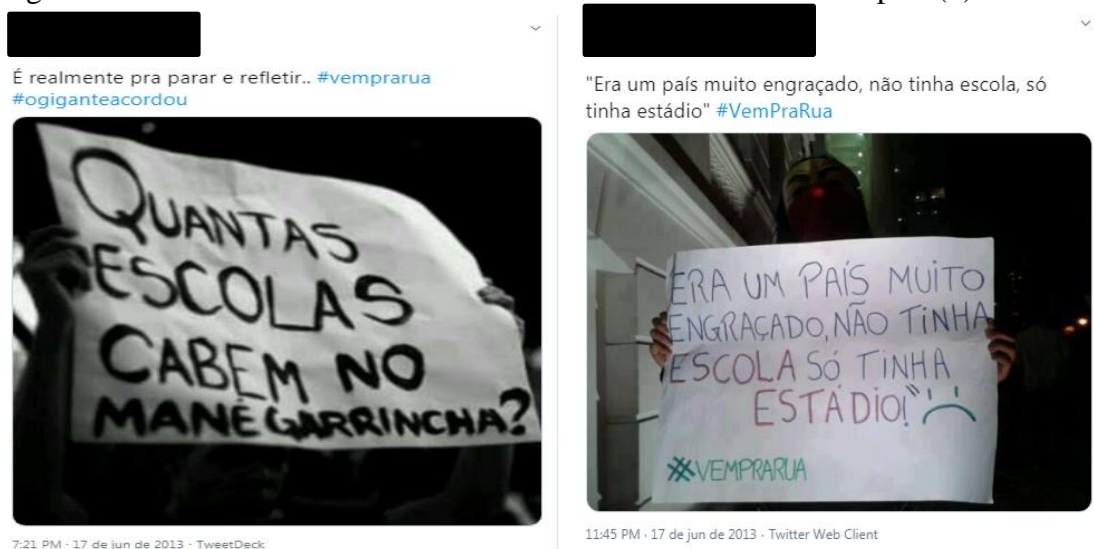 É realmente pra parar e refletir.. #vemprarua
#ogiganteacordou
QUANTAS
ESCOLAS
CABEM NO
MANÉ GARRINCHA?
7:21 PM · 17 de jun de 2013 · TweetDeck
"Era um país muito engraçado, não tinha escola, só
tinha estádio" #VemPraRua
ERA UM PAÍS MUITO
ENGRAÇADO, NÃO TINHA
ESCOLA SÓ TINHA
ESTÁDIO!"
#VEMPRARUA
11:45 PM · 17 de jun de 2013 · Twitter Web Client